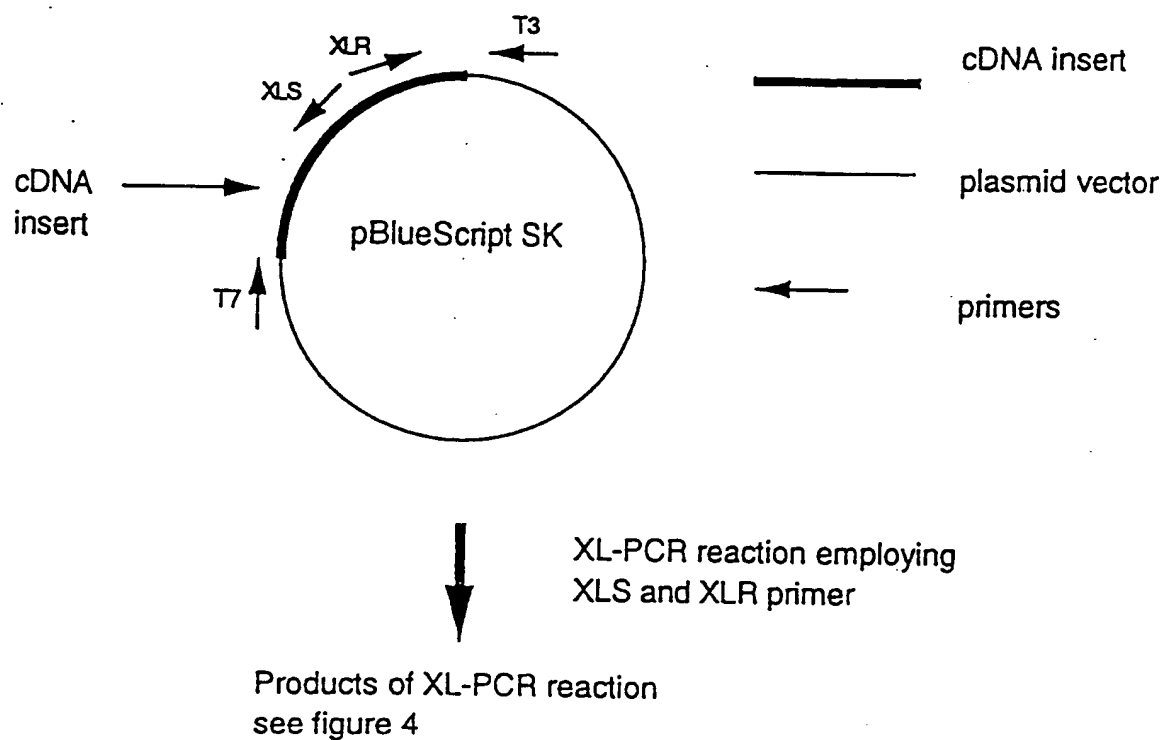 T3
XLR
XLS
cDNA insert
cDNA
insert
plasmid vector
pBlueScript SK
T7
primers
XL-PCR reaction employing
XLS and XLR primer
Products of XL-PCR reaction
see figure 4